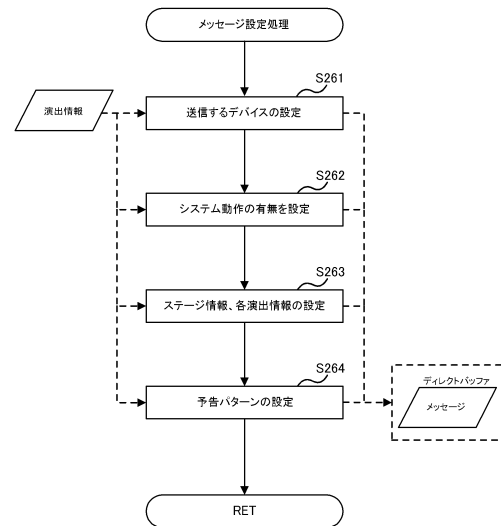 メッセージ設定処理
S261
演出情報
送信するデバイスの設定
S262
システム動作の有無を設定
S263
ステージ情報、各演出情報の設定
S264
予告パターンの設定
ディレクトバッファ
メッセージ
RET